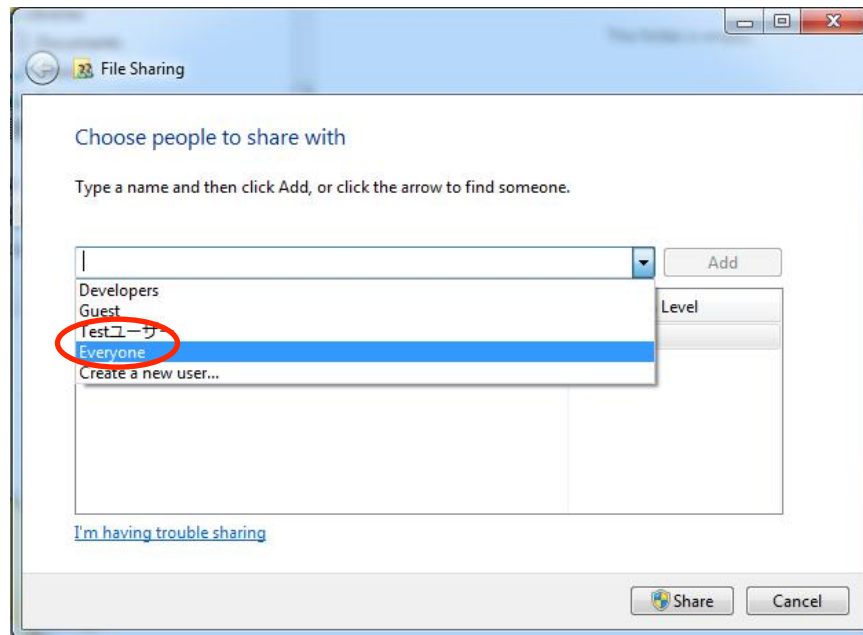 File Sharing
Choose people to share with
Type a name and then click Add, or click the arrow to find someone.
Add
Developers
Guest
Level
Testユーザー
Everyone
Create a new user...
I'm having trouble sharing
Share
Cancel